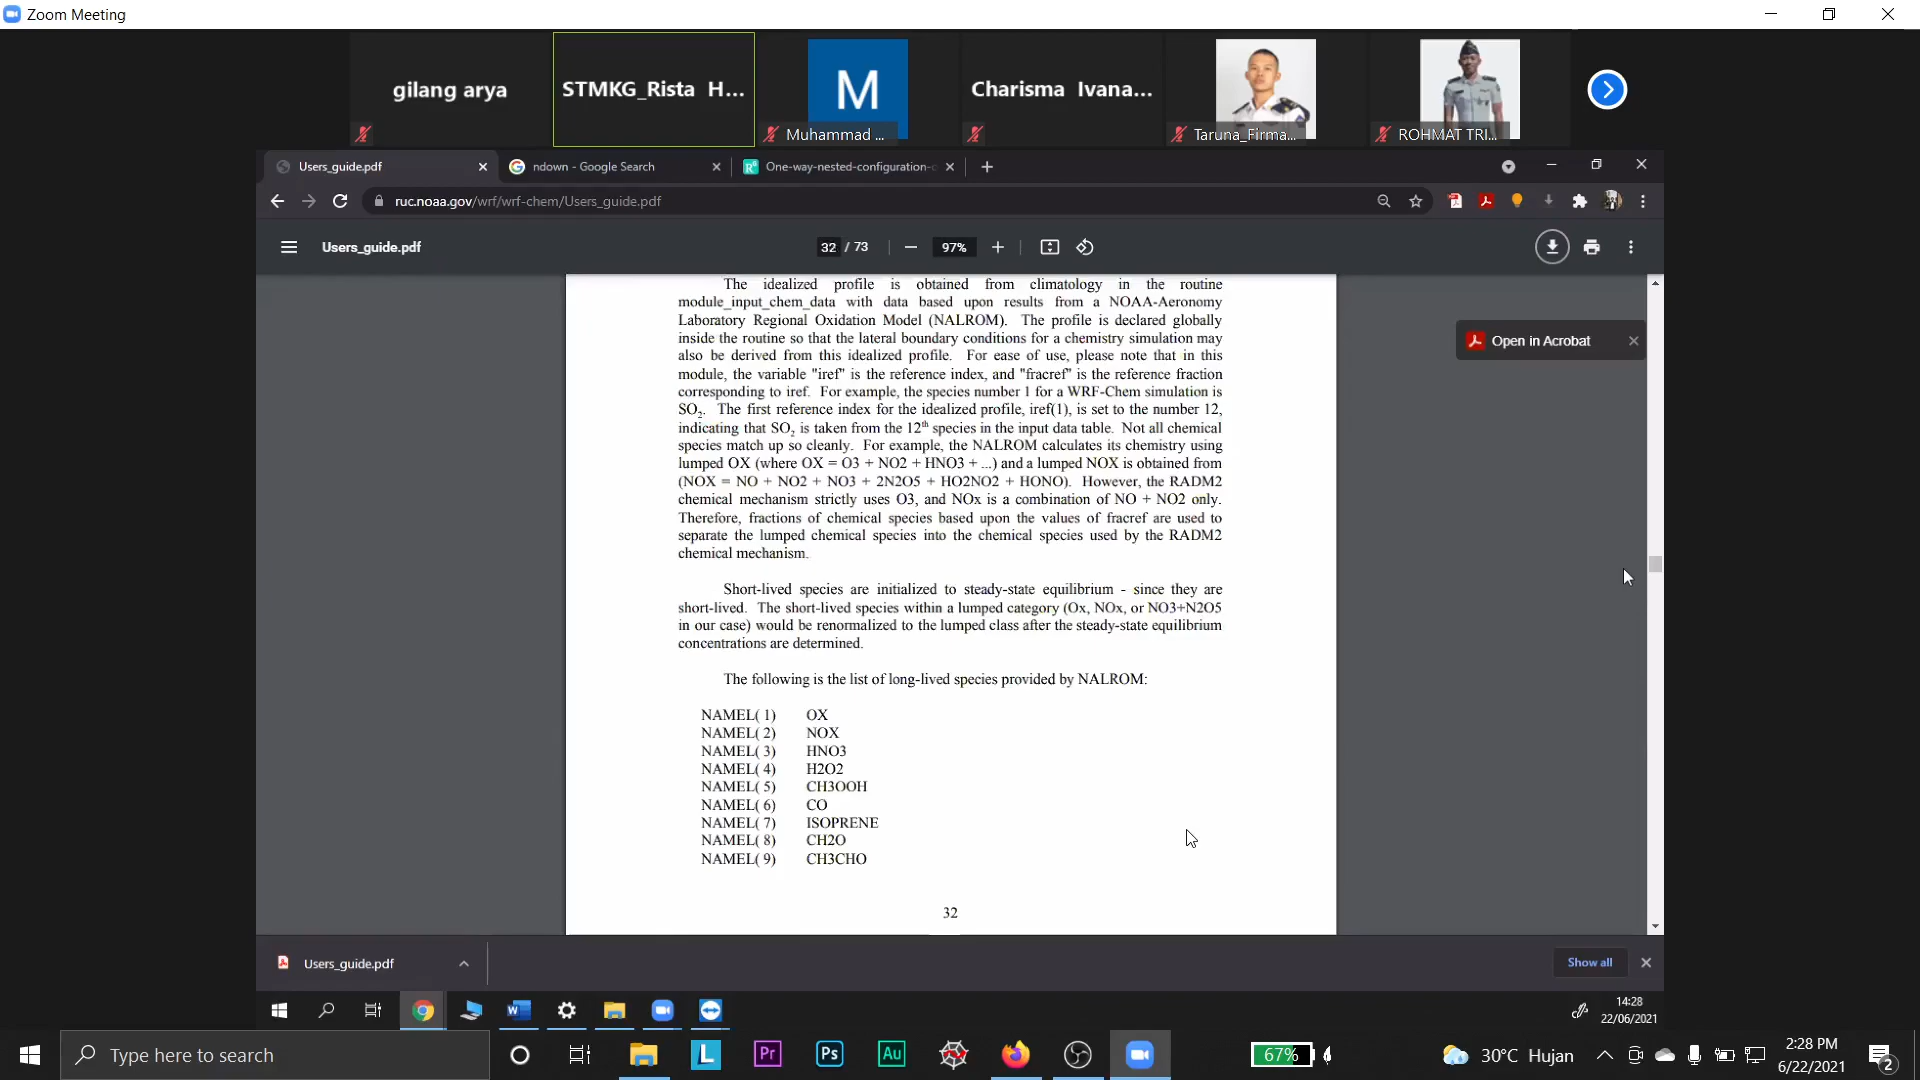 Zoom Meeting
gilang arya
STMKG_Rista H...
M
Muhammad ...
Charisma Ivana...
Taruna_Firma...
ROHMAT TRI...
Users_guide.pdf
ndown - Google Search
One-way-nested-configuration-o
ruc.noaa.gov/wrf/wrf-chem/Users_guide.pdf
Users_guide.pdf
32 / 73
97%
Open in Acrobat
The idealized profile is obtained from climatology in the routine
module_input_chem_data with data based upon results from a NOAA-Aeronomy
Laboratory Regional Oxidation Model (NALROM). The profile is declared globally
inside the routine so that the lateral boundary conditions for a chemistry simulation may
also be derived from this idealized profile. For ease of use, please note that in this
module, the variable "iref" is the reference index, and "fracref" is the reference fraction
corresponding to iref. For example, the species number 1 for a WRF-Chem simulation is
SO₂. The first reference index for the idealized profile, iref(1), is set to the number 12,
indicating that SO₂ is taken from the 12th species in the input data table. Not all chemical
species match up so cleanly. For example, the NALROM calculates its chemistry using
lumped OX (where OX = O3 + NO2 + HNO3 + ...) and a lumped NOX is obtained from
(NOX = NO + NO2 + NO3 + 2N2O5 + HO2NO2 + HONO). However, the RADM2
chemical mechanism strictly uses O3, and NOx is a combination of NO + NO2 only.
Therefore, fractions of chemical species based upon the values of fracref are used to
separate the lumped chemical species into the chemical species used by the RADM2
chemical mechanism.
Short-lived species are initialized to steady-state equilibrium - since they are
short-lived. The short-lived species within a lumped category (Ox, NOx, or NO3+N2O5
in our case) would be renormalized to the lumped class after the steady-state equilibrium
concentrations are determined.
The following is the list of long-lived species provided by NALROM:
NAMEL( 1) OX
NAMEL( 2) NOX
NAMEL( 3) HNO3
NAMEL( 4) H2O2
NAMEL( 5) CH3OOH
NAMEL( 6) CO
NAMEL( 7) ISOPRENE
NAMEL( 8) CH2O
NAMEL( 9) CH3CHO
32
Users_guide.pdf
Show all
14:28
22/06/2021
Type here to search
L
Pr
Ps
Au
67%
30°C Hujan
2:28 PM
6/22/2021
2